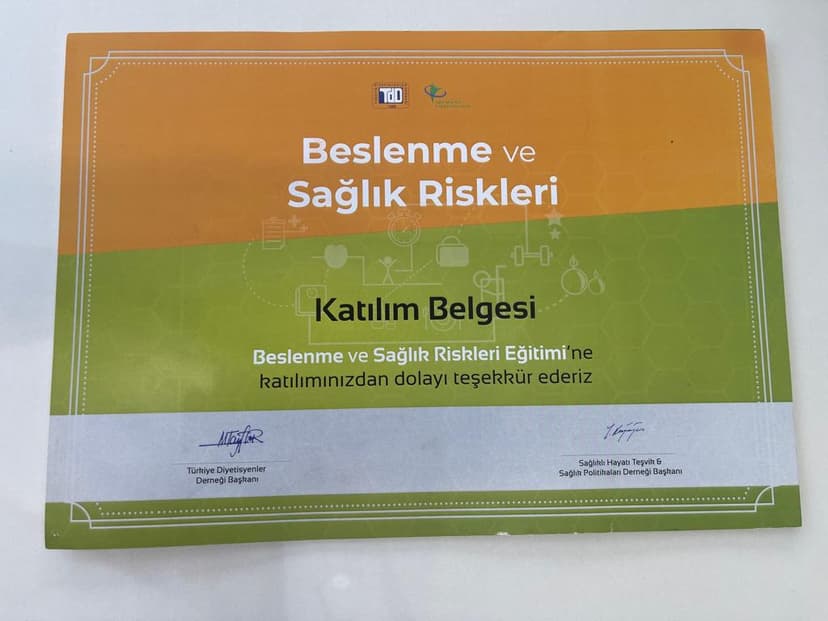 TDD
Beslenme ve
Sağlık Riskleri
Katılım Belgesi
Beslenme ve Sağlık Riskleri Eğitimi'ne
katılımınızdan dolayı teşekkür ederiz
Türkiye Diyetisyenler
Derneği Başkanı
Sağlıklı Hayatı Teşvik &
Sağlık Politikaları Derneği Başkanı